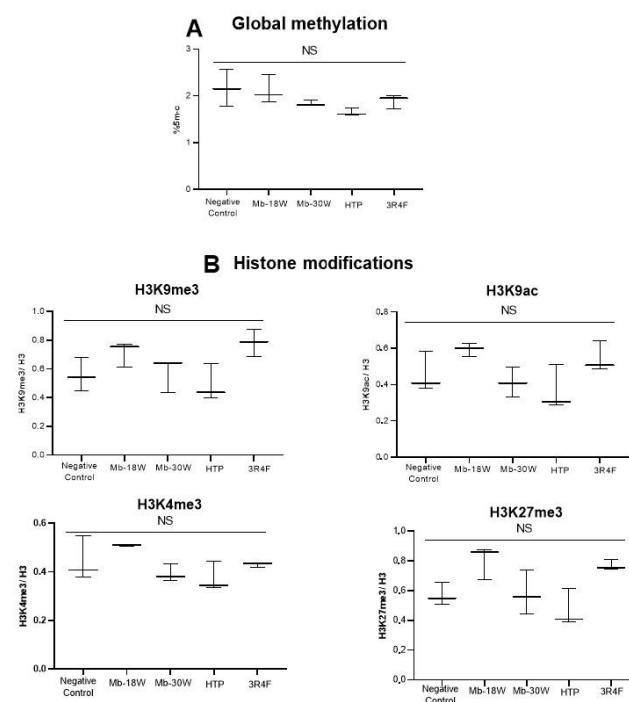 A Global methylation
NS
3
2
1
0
%5m-c
Negative Control Mb-18W Mb-30W HTP 3R4F
B Histone modifications
H3K9me3
NS
1.0
0.8
0.6
0.4
0.2
0.0
H3K9me3/ H3
Negative Control Mb-18W Mb-30W HTP 3R4F
H3K9ac
NS
0.8
0.6
0.4
0.2
0.0
H3K9ac/ H3
Negative Control Mb-18W Mb-30W HTP 3R4F
H3K4me3
NS
0.6
0.4
0.2
0.0
H3K4me3/ H3
Negative Control Mb-18W Mb-30W HTP 3R4F
H3K27me3
NS
1,0
0,8
0,6
0,4
0,2
0,0
H3K27me3/ H3
Negative Control Mb-18W Mb-30W HTP 3R4F